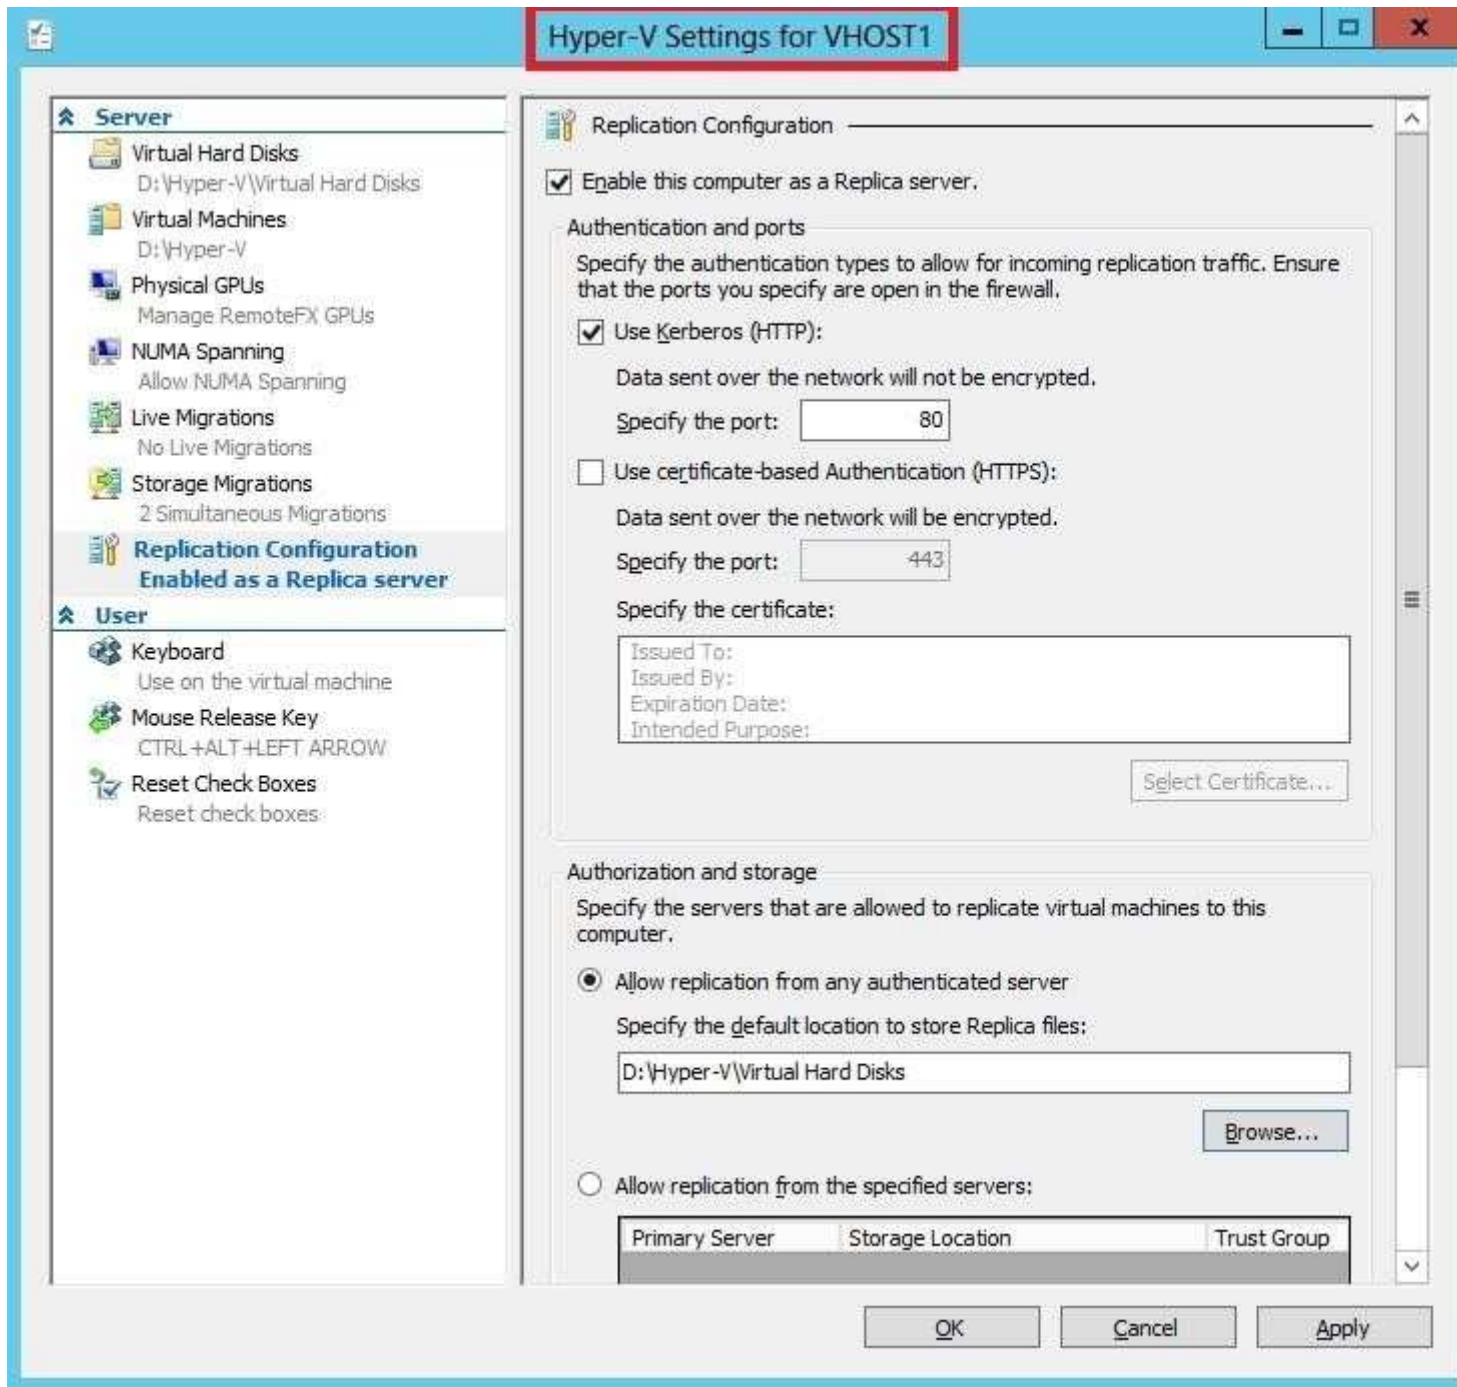 Hyper-V Settings for VHOST1
Server
Virtual Hard Disks
D:\Hyper-V\Virtual Hard Disks
Virtual Machines
D:\Hyper-V
Physical GPUs
Manage RemoteFX GPUs
NUMA Spanning
Allow NUMA Spanning
Live Migrations
No Live Migrations
Storage Migrations
2 Simultaneous Migrations
Replication Configuration
Enabled as a Replica server
User
Keyboard
Use on the virtual machine
Mouse Release Key
CTRL+ALT+LEFT ARROW
Reset Check Boxes
Reset check boxes
Replication Configuration
Enable this computer as a Replica server.
Authentication and ports
Specify the authentication types to allow for incoming replication traffic. Ensure
that the ports you specify are open in the firewall.
Use Kerberos (HTTP):
Data sent over the network will not be encrypted.
Specify the port: 80
Use certificate-based Authentication (HTTPS):
Data sent over the network will be encrypted.
Specify the port: 443
Specify the certificate:
Issued To:
Issued By:
Expiration Date:
Intended Purpose:
Select Certificate...
Authorization and storage
Specify the servers that are allowed to replicate virtual machines to this
computer.
Allow replication from any authenticated server
Specify the default location to store Replica files:
D:\Hyper-V\Virtual Hard Disks
Browse...
Allow replication from the specified servers:
Primary Server Storage Location Trust Group
OK Cancel Apply